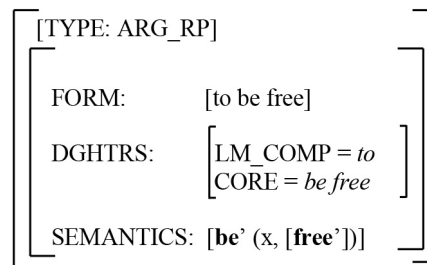 [TYPE: ARG_RP]
FORM: [to be free]
DGHTRS: [LM_COMP = to
CORE = be free]
SEMANTICS: [be’ (x, [free’])]